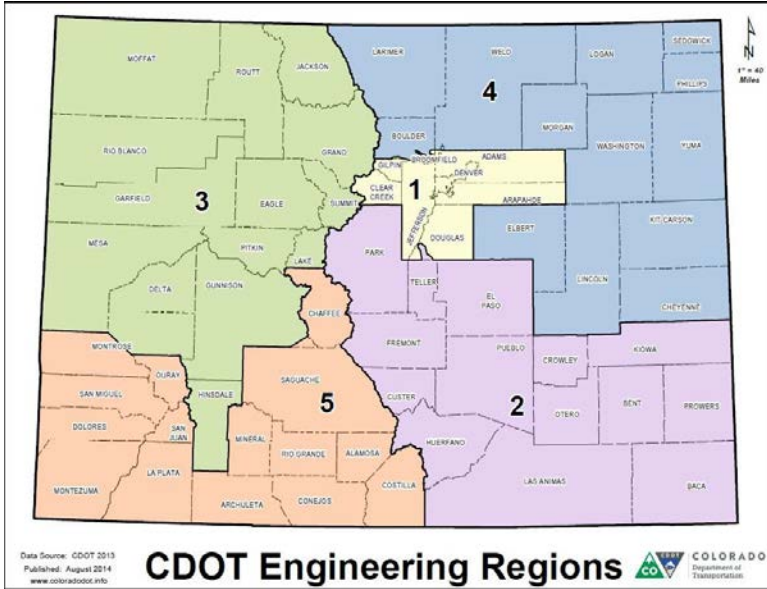 LARIMER
WELD
LOGAN
SEDGWICK
PHILLIPS
1" = 40
Miles
MOFFAT
ROUTT
JACKSON
4
BOULDER
MORGAN
WASHINGTON
YUMA
RIO BLANCO
GRAND
GILPIN
BROOMFIELD
ADAMS
DENVER
GARFIELD
3
EAGLE
SUMMIT
CLEAR
CREEK
1
ARAPAHOE
MESA
PITKIN
LAKE
PARK
JEFFERSON
DOUGLAS
ELBERT
KIT CARSON
DELTA
GUNNISON
CHAFFEE
TELLER
EL
PASO
LINCOLN
CHEYENNE
MONTROSE
OURAY
FREMONT
PUEBLO
CROWLEY
KIOWA
SAN MIGUEL
HINSDALE
SAGUACHE
5
CUSTER
2
OTERO
BENT
PROWERS
DOLORES
SAN
JUAN
MINERAL
RIO GRANDE
ALAMOSA
HUERFANO
MONTEZUMA
LA PLATA
ARCHULETA
CONEJOS
COSTILLA
LAS ANIMAS
BACA
Data Source: CDOT 2013
Published: August 2014
www.coloradodot.info
CDOT Engineering Regions
CO
COLORADO
Department of
Transportation